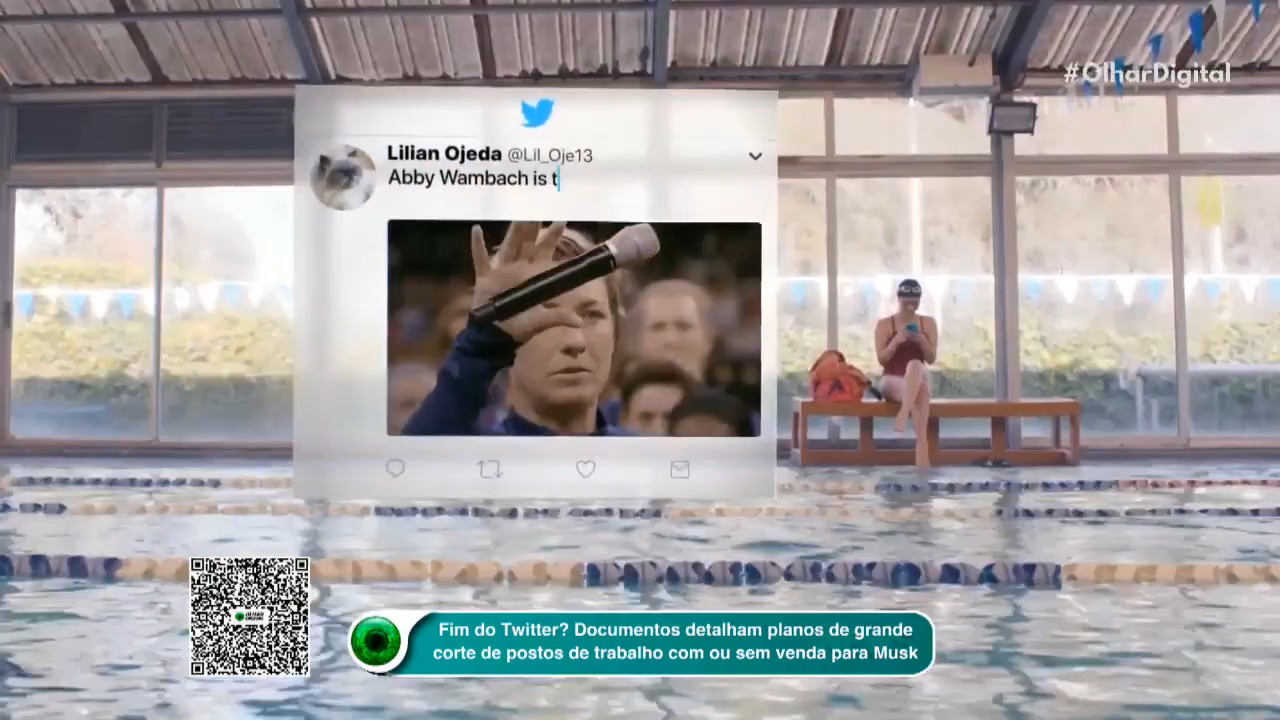 #OlharDigital
Lilian Ojeda @Lil_Oje13
Abby Wambach is t
Fim do Twitter? Documentos detalham planos de grande
corte de postos de trabalho com ou sem venda para Musk